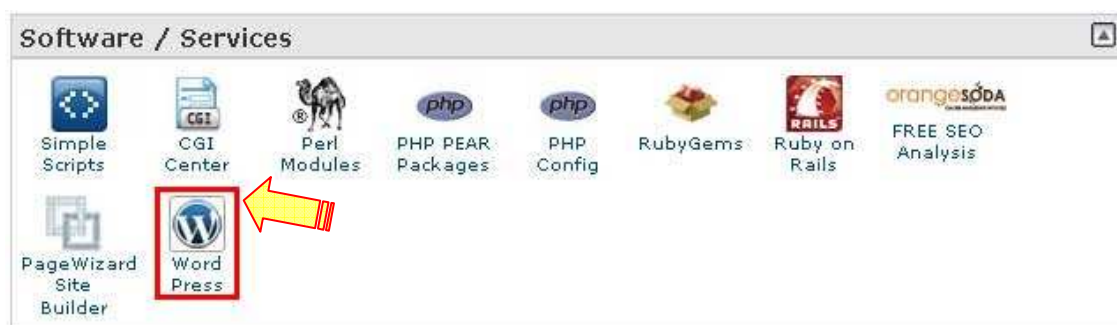 Software / Services
CGI
®
php
php
RAILS
orangesODA
Simple
Scripts
CGI
Center
Perl
Modules
PHP PEAR
Packages
PHP
Config
RubyGems
Ruby on
Rails
FREE SEO
Analysis
W
PageWizard
Site
Builder
Word
Press